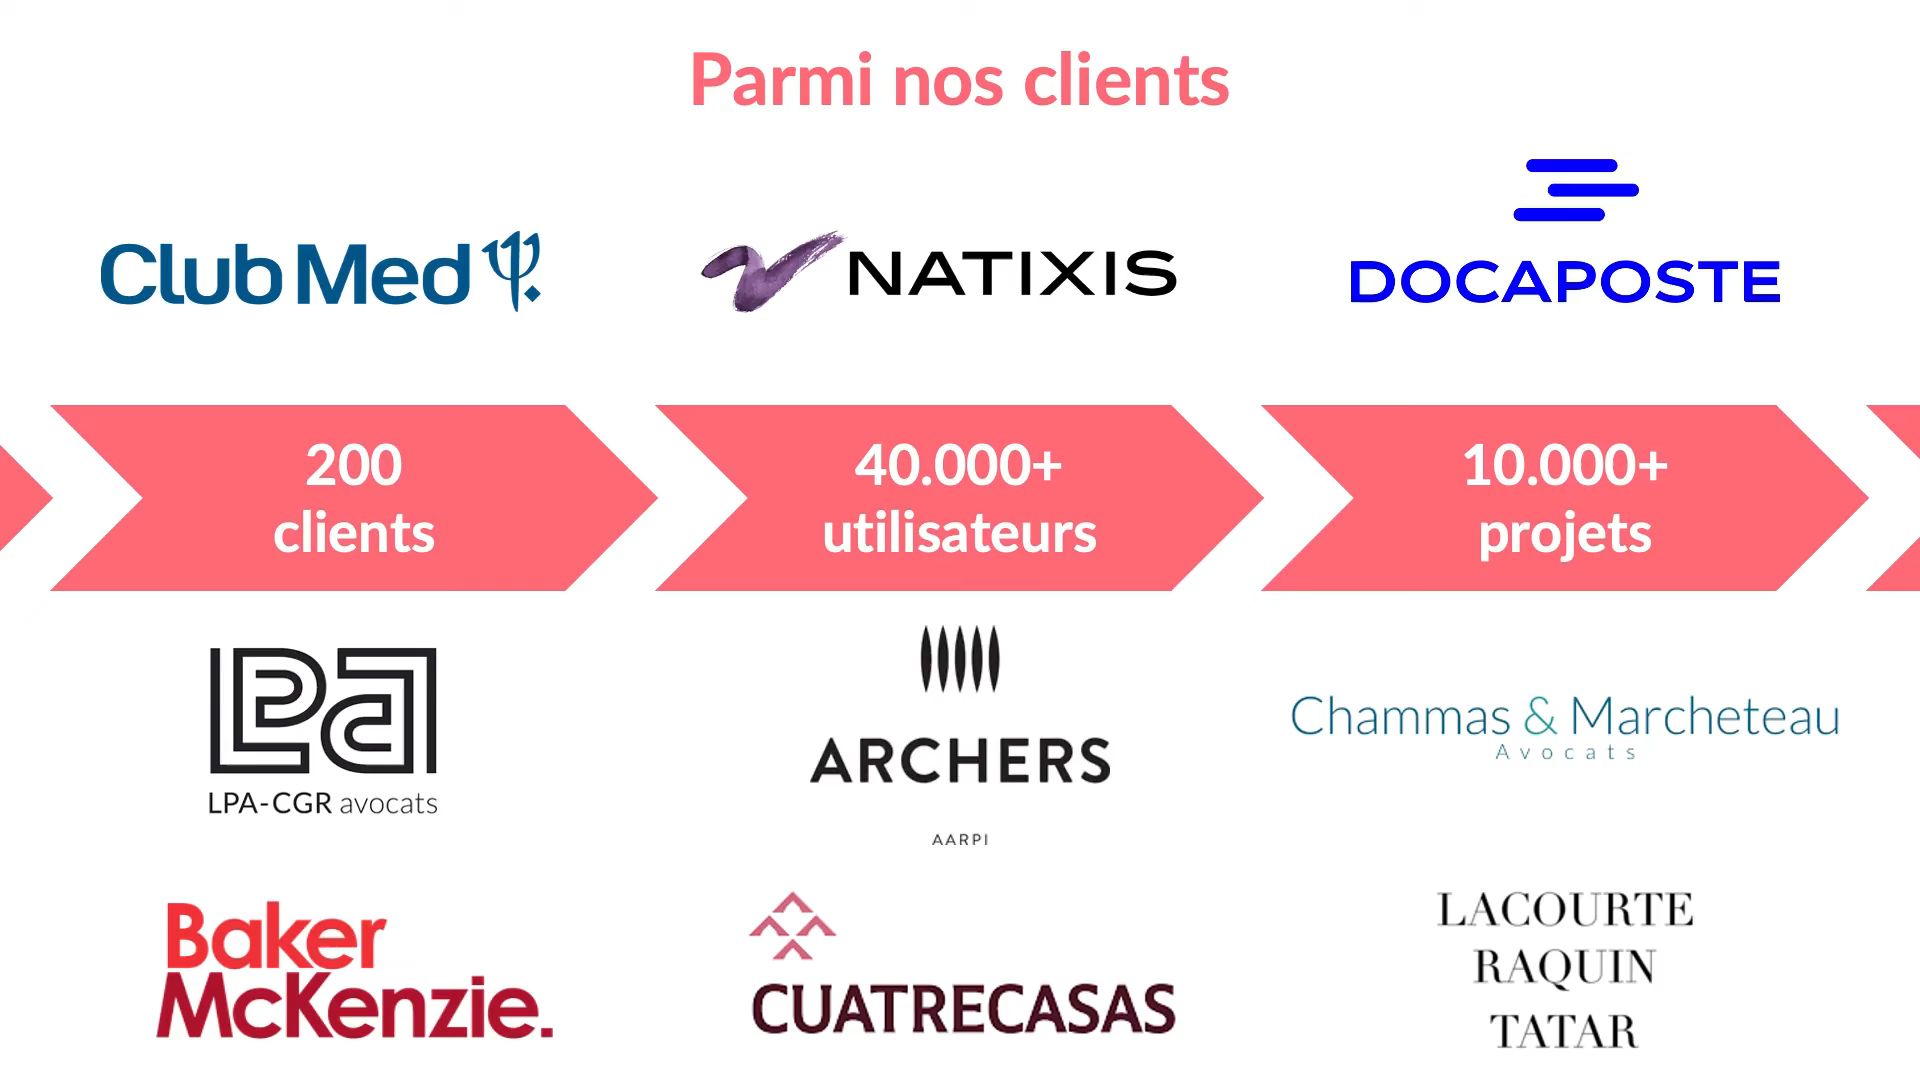 Parmi nos clients
Club Med
NATIXIS
DOCAPOSTE
200
clients
40.000+
utilisateurs
10.000+
projets
LPA
LPA-CGR avocats
ARCHERS
AARPI
Chammas & Marcheteau
Avocats
Baker
McKenzie.
CUATRECASAS
LACOURTE
RAQUIN
TATAR